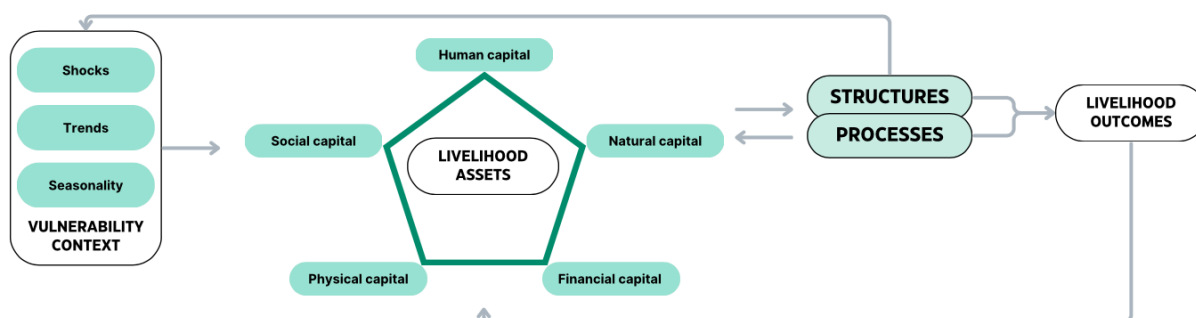 Shocks
Trends
Seasonality
VULNERABILITY
CONTEXT
Human capital
Social capital
LIVELIHOOD
ASSETS
Natural capital
Physical capital
Financial capital
STRUCTURES
PROCESSES
LIVELIHOOD
OUTCOMES